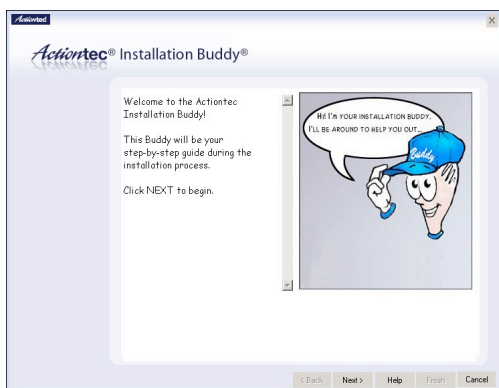 Actiontec
Actiontec® Installation Buddy®
Welcome to the Actiontec
Installation Buddy!
This Buddy will be your
step-by-step guide during the
installation process.
Click NEXT to begin.
HI! I'M YOUR INSTALLATION BUDDY,
I'LL BE AROUND TO HELP YOU OUT...
Buddy
< Back
Next >
Help
Finish
Cancel